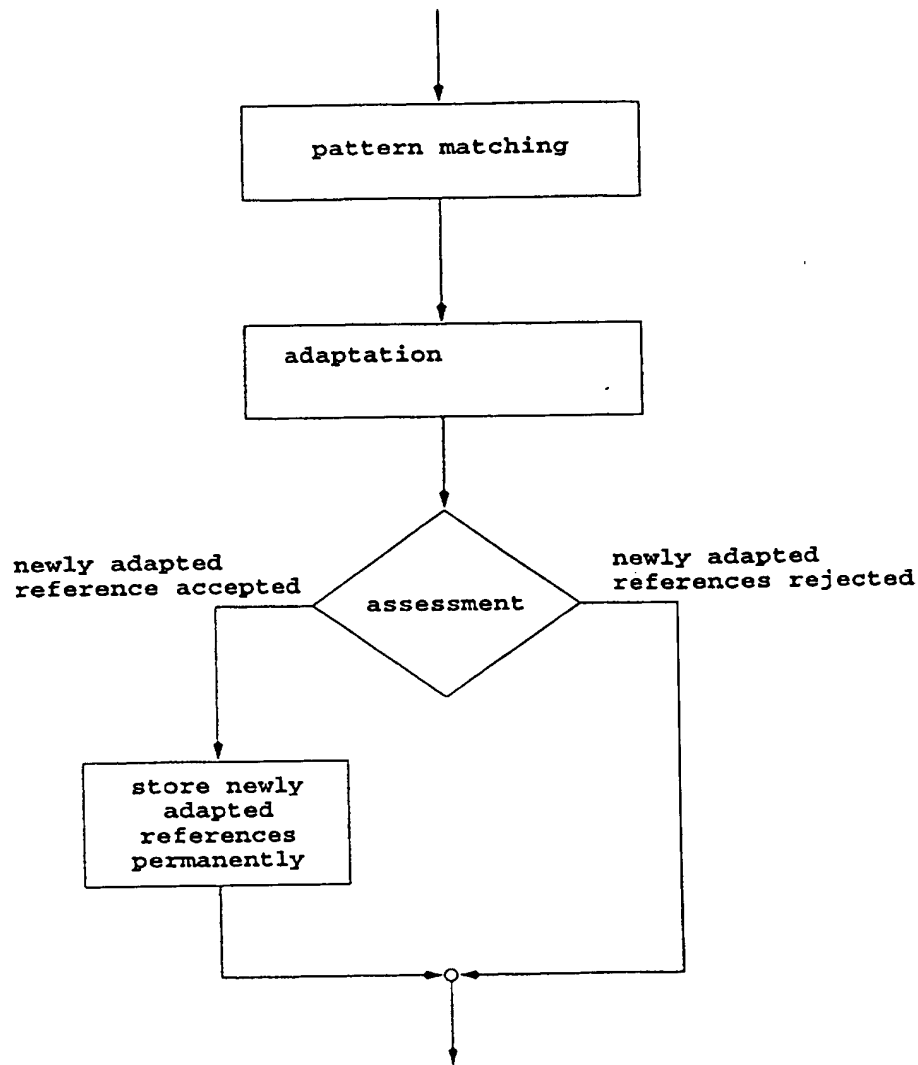 pattern matching
adaptation
newly adapted
reference accepted
newly adapted
references rejected
assessment
store newly
adapted
references
permanently